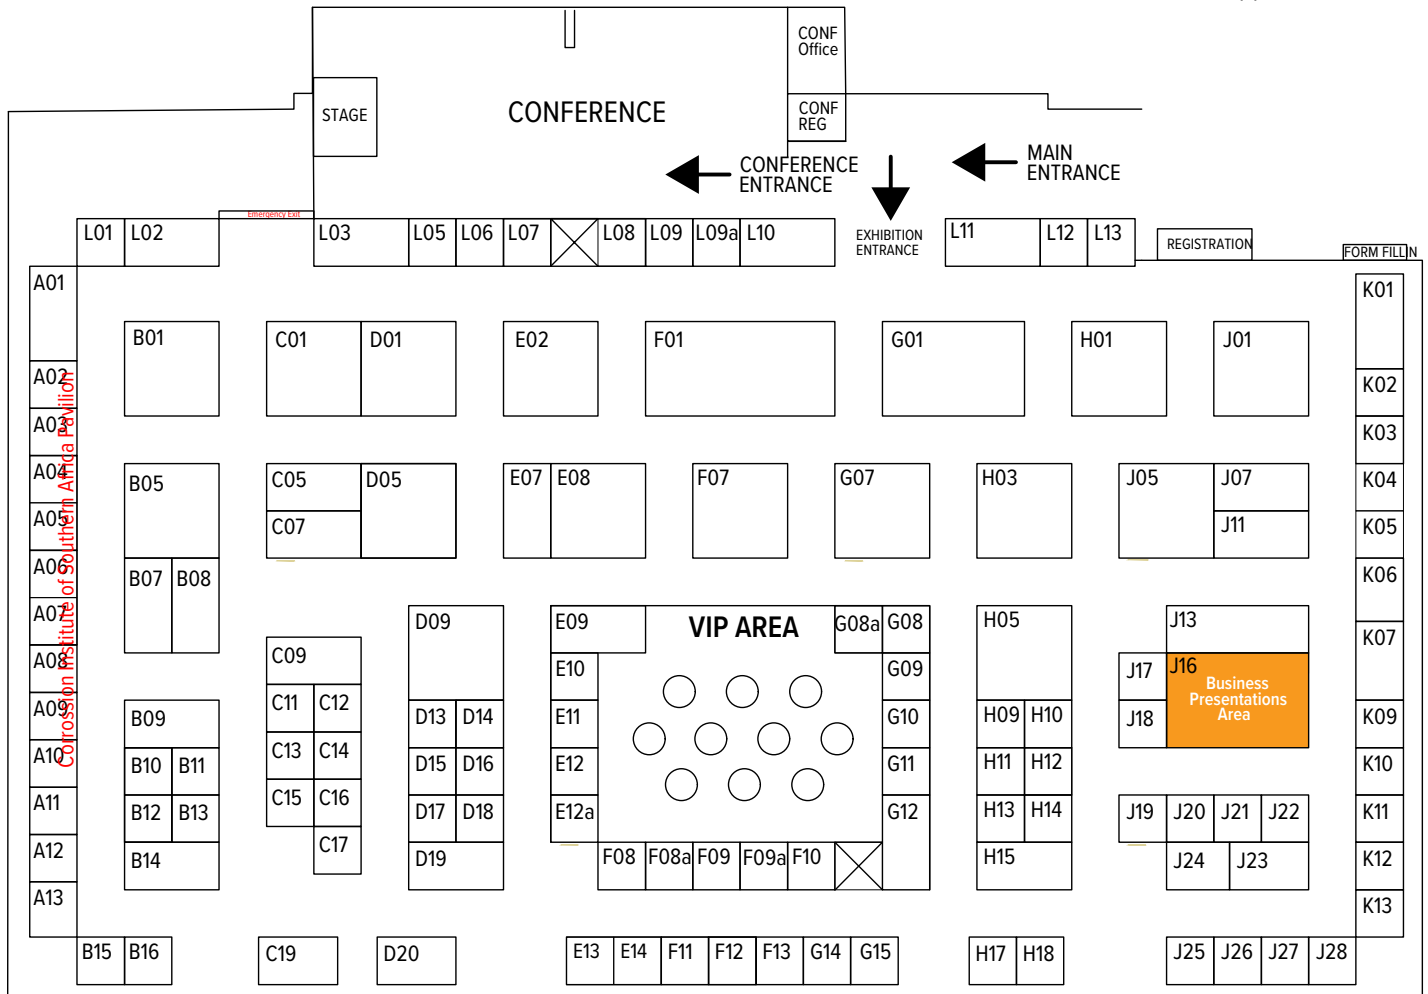 CONF
Office
STAGE
CONFERENCE
CONF
REG
CONFERENCE
ENTRANCE
MAIN
ENTRANCE
Emergency Exit
L01
L02
L03
L05
L06
L07
L08
L09
L09a
L10
EXHIBITION
ENTRANCE
L11
L12
L13
REGISTRATION
FORM FILL IN
A01
K01
B01
C01
D01
E02
F01
G01
H01
J01
A02
K02
A03
K03
Corrossion Institute of Southern Africa Pavilion
A04
B05
C05
D05
E07
E08
F07
G07
H03
J05
J07
K04
A05
C07
J11
K05
A06
B07
B08
K06
A07
D09
E09
VIP AREA
G08a
G08
H05
J13
K07
A08
C09
E10
G09
J17
J16
Business
Presentations
Area
A09
B09
C11
C12
D13
D14
E11
G10
H09
H10
J18
K09
A10
B10
B11
C13
C14
D15
D16
E12
G11
H11
H12
K10
A11
B12
B13
C15
C16
D17
D18
E12a
G12
H13
H14
J19
J20
J21
J22
K11
A12
B14
C17
D19
F08
F08a
F09
F09a
F10
H15
J24
J23
K12
A13
K13
B15
B16
C19
D20
E13
E14
F11
F12
F13
G14
G15
H17
H18
J25
J26
J27
J28